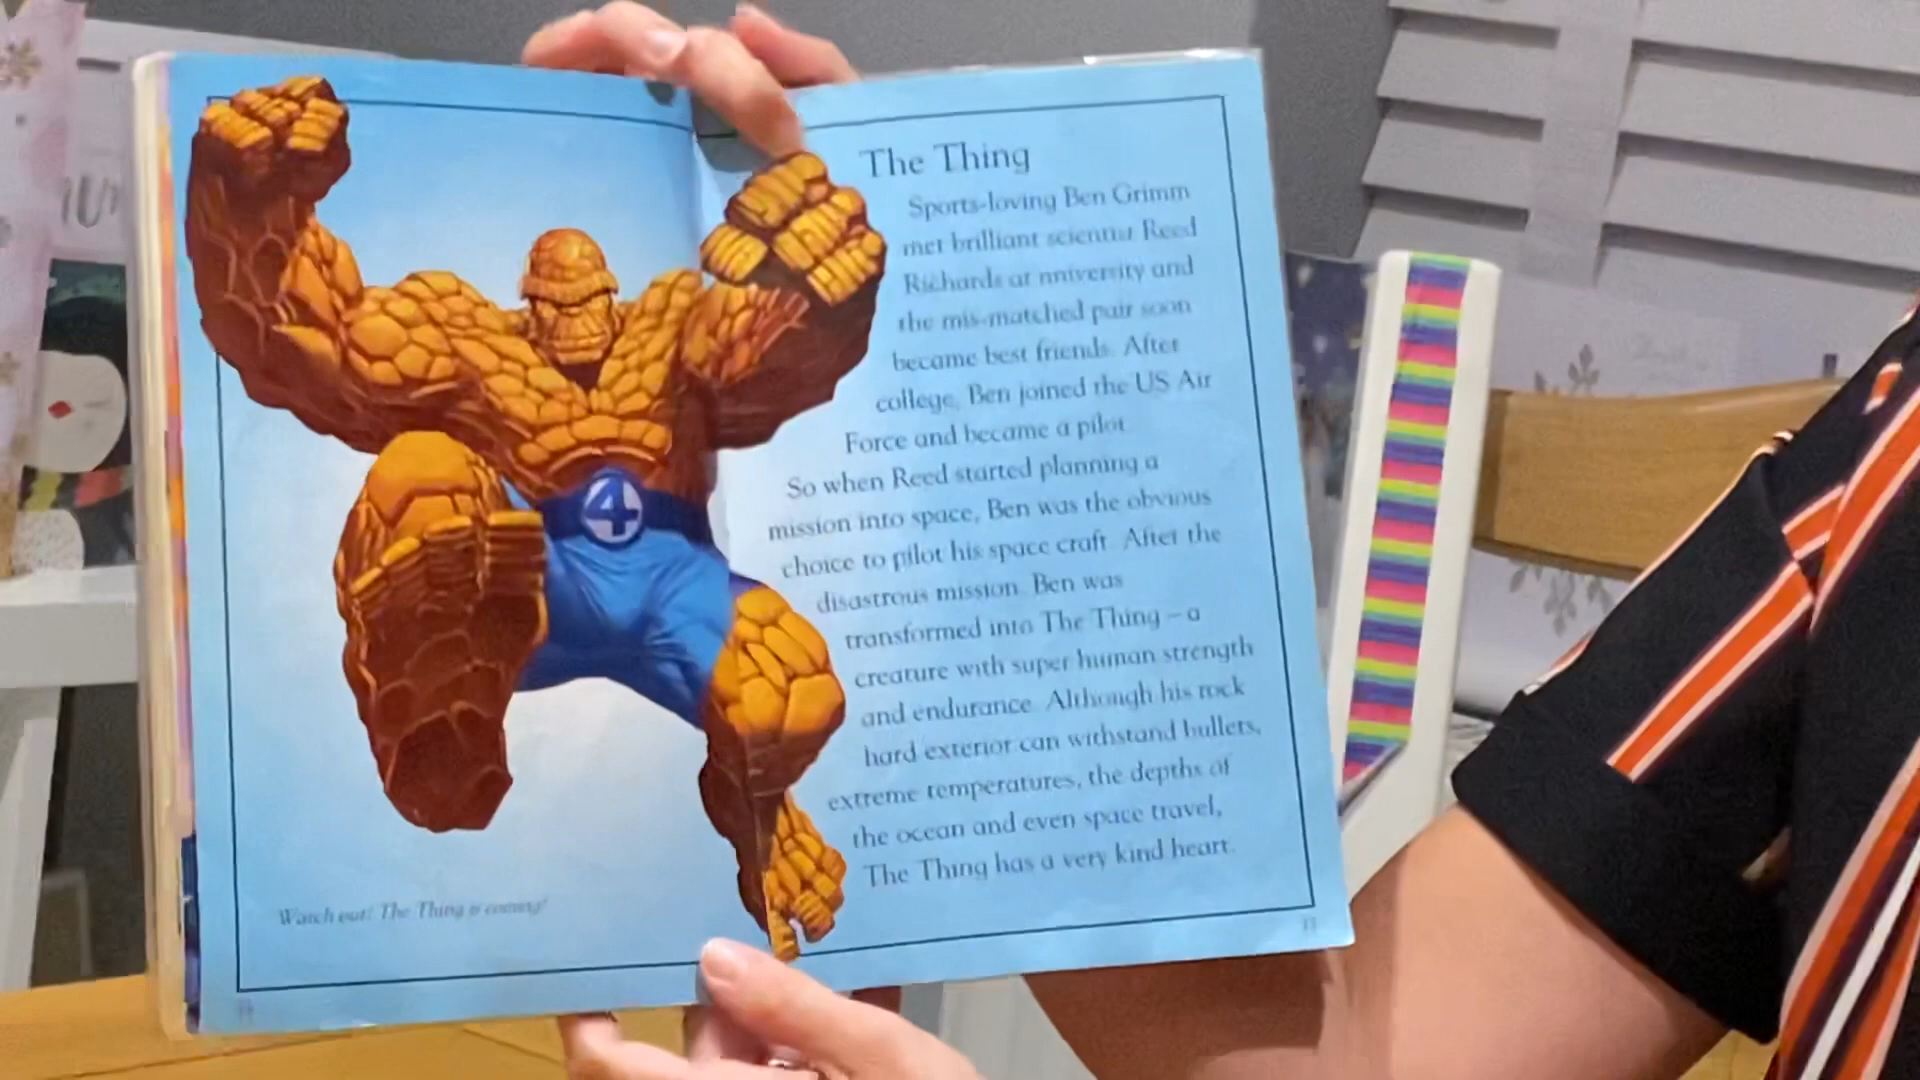 The Thing
Sports-loving Ben Grimm
met brilliant scientist Reed
Richards at university and
the mis-matched pair soon
became best friends. After
college, Ben joined the US Air
Force and became a pilot.
So when Reed started planning a
mission into space, Ben was the obvious
choice to pilot his space craft. After the
disastrous mission, Ben was
transformed into The Thing – a
creature with super human strength
and endurance. Although his rock
hard exterior can withstand bullets,
extreme temperatures, the depths of
the ocean and even space travel,
The Thing has a very kind heart.
4
Watch out! The Thing is coming!